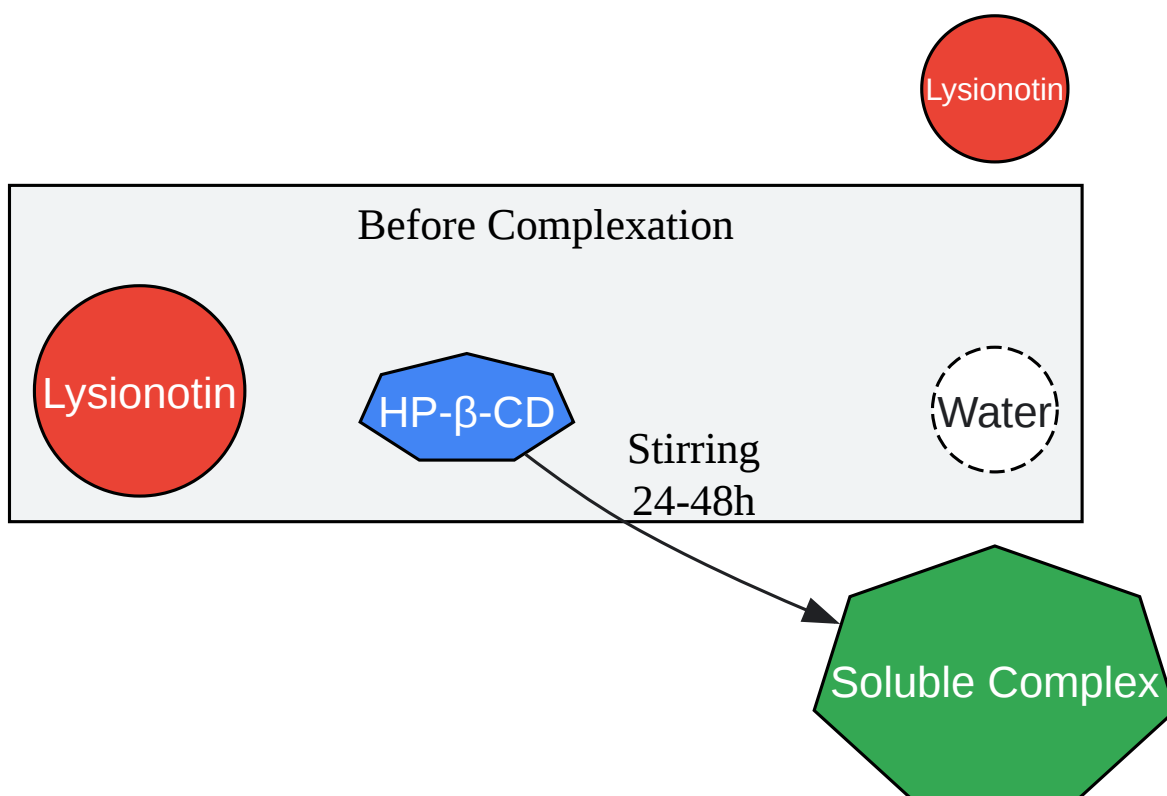 Lysionotin
Before Complexation
Lysionotin
HP-β-CD
Water
Stirring
24-48h
Soluble Complex